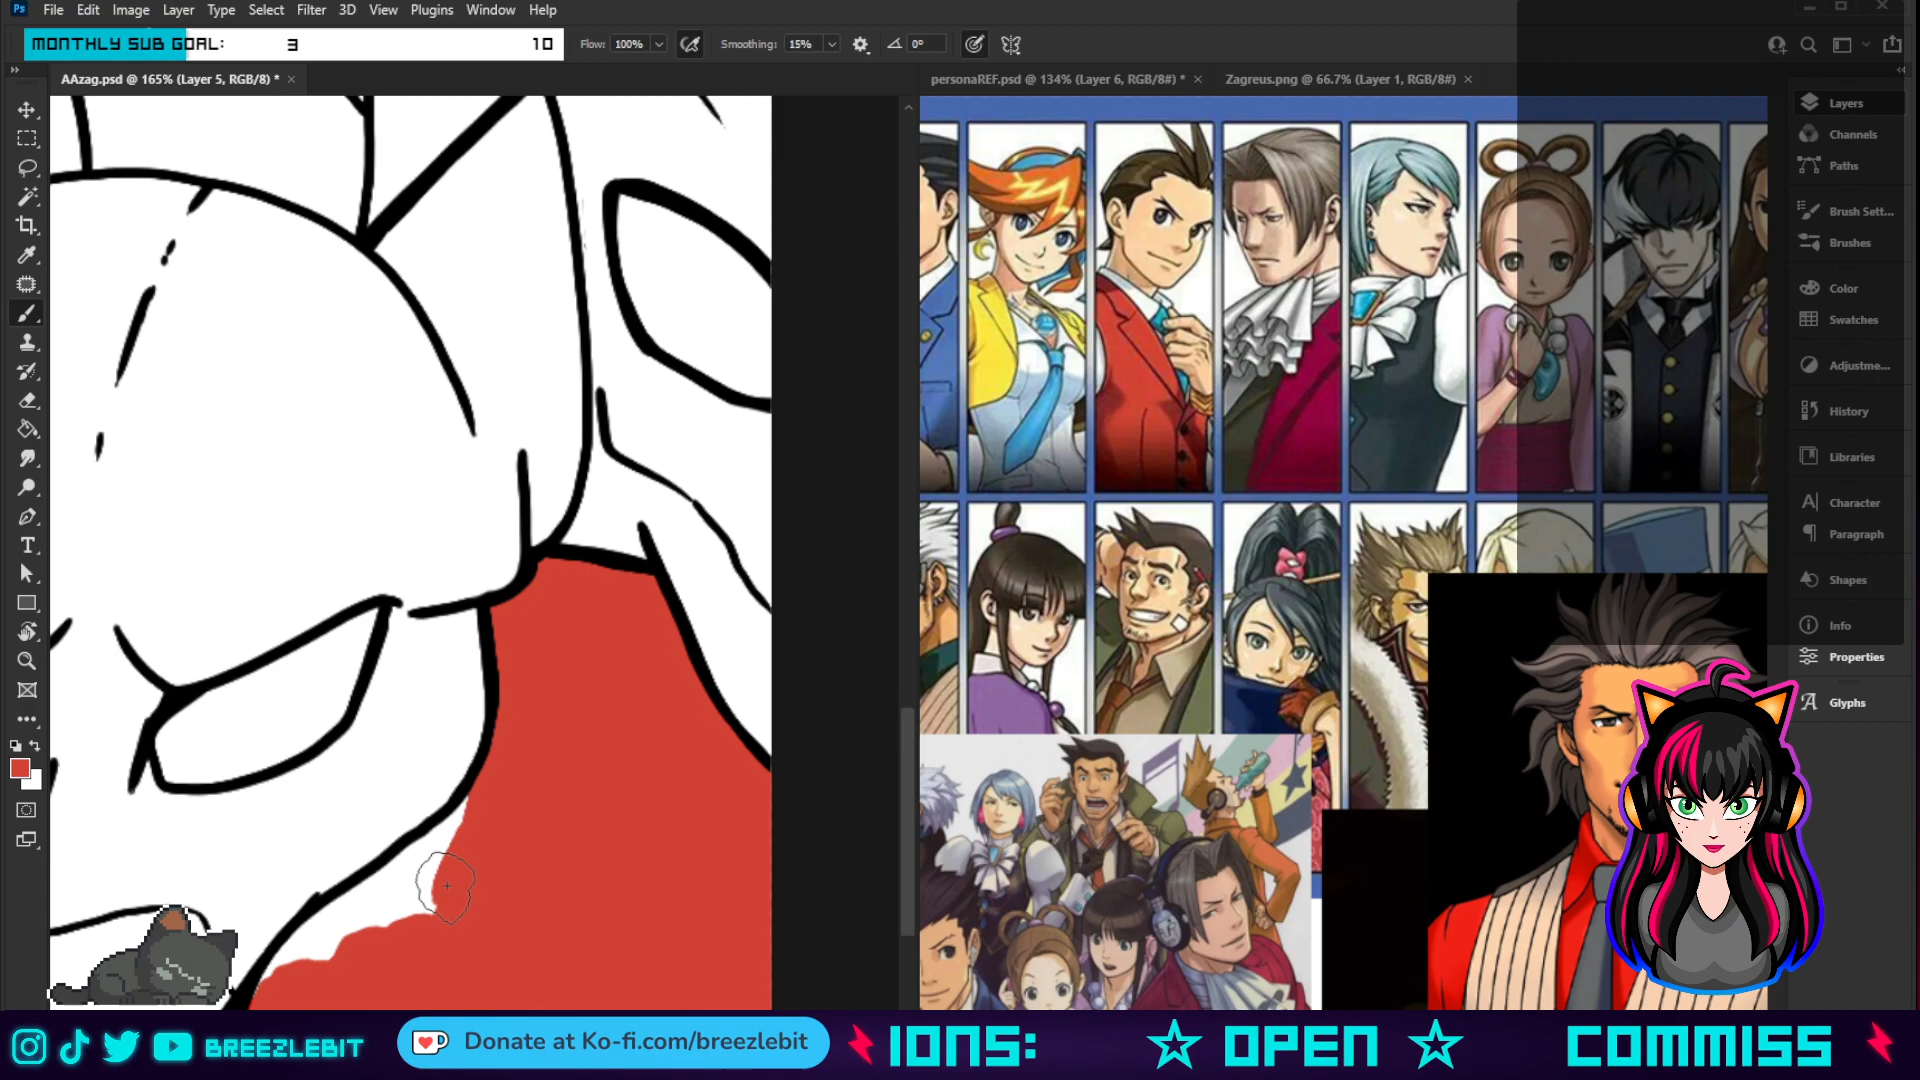 Ps File Edit Image Layer Type Select Filter 3D View Plugins Window Help
MONTHLY SUB GOAL: 3 10
Flow: 100% Smoothing: 15% 0°
AAzag.psd @ 165% (Layer 5, RGB/8) * ×
personaREF.psd @ 134% (Layer 6, RGB/8#) * × Zagreus.png @ 66.7% (Layer 1, RGB/8#) ×
Layers
Channels
Paths
Brush Sett...
Brushes
Color
Swatches
Adjustme...
History
Libraries
Character
Paragraph
Shapes
Info
Properties
Glyphs
BREEZLEBIT
Donate at Ko-fi.com/breezlebit
IONS: ☆ OPEN ☆ COMMISS